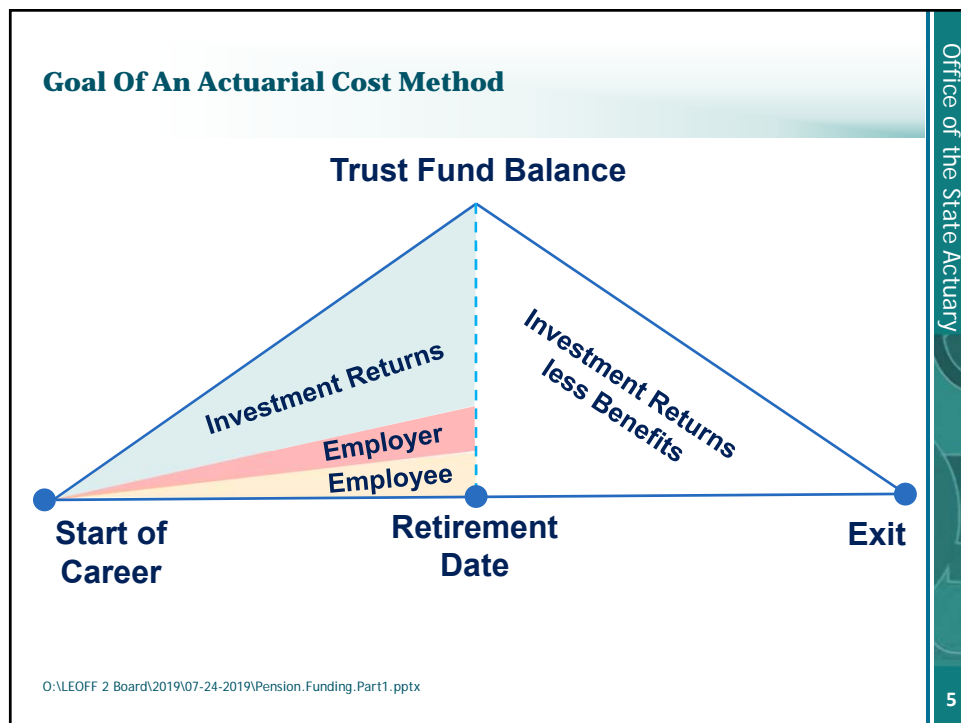 Goal Of An Actuarial Cost Method
Trust Fund Balance
Investment Returns
Employer
Employee
Investment Returns
less Benefits
Start of
Career
Retirement
Date
Exit
O:\LEOFF 2 Board\2019\07-24-2019\Pension.Funding.Part1.pptx
Office of the State Actuary
5